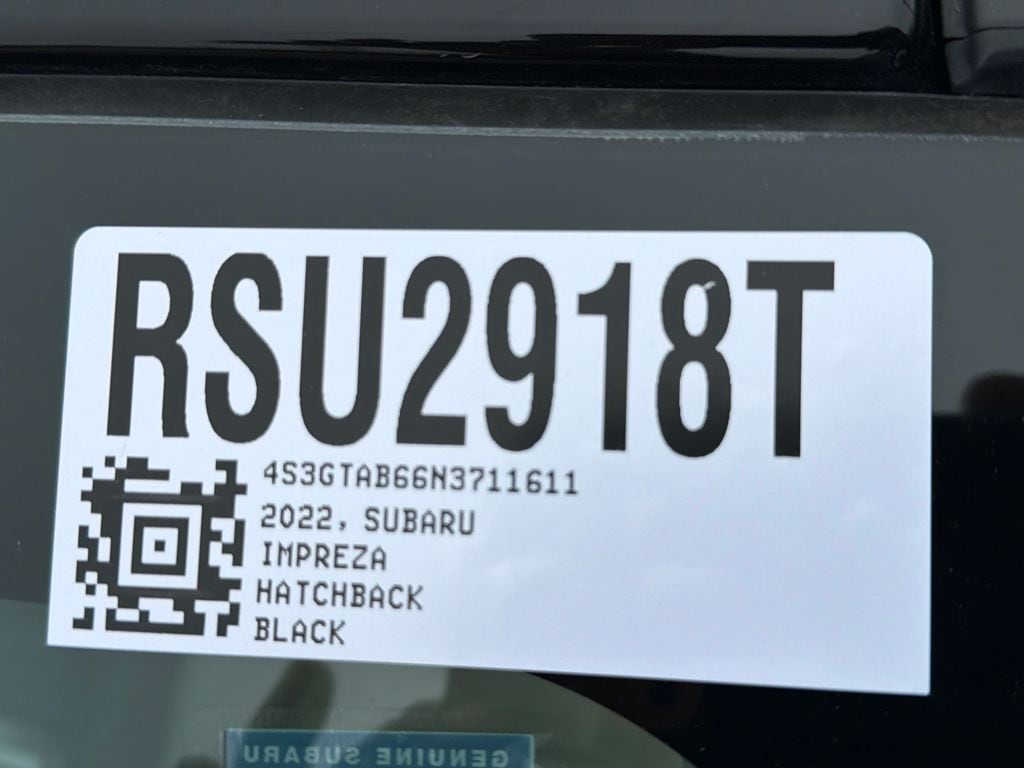 RSU2918T
4S3GTAB66N3711611
2022, SUBARU
IMPREZA
HATCHBACK
BLACK
GENUINE SUBARU